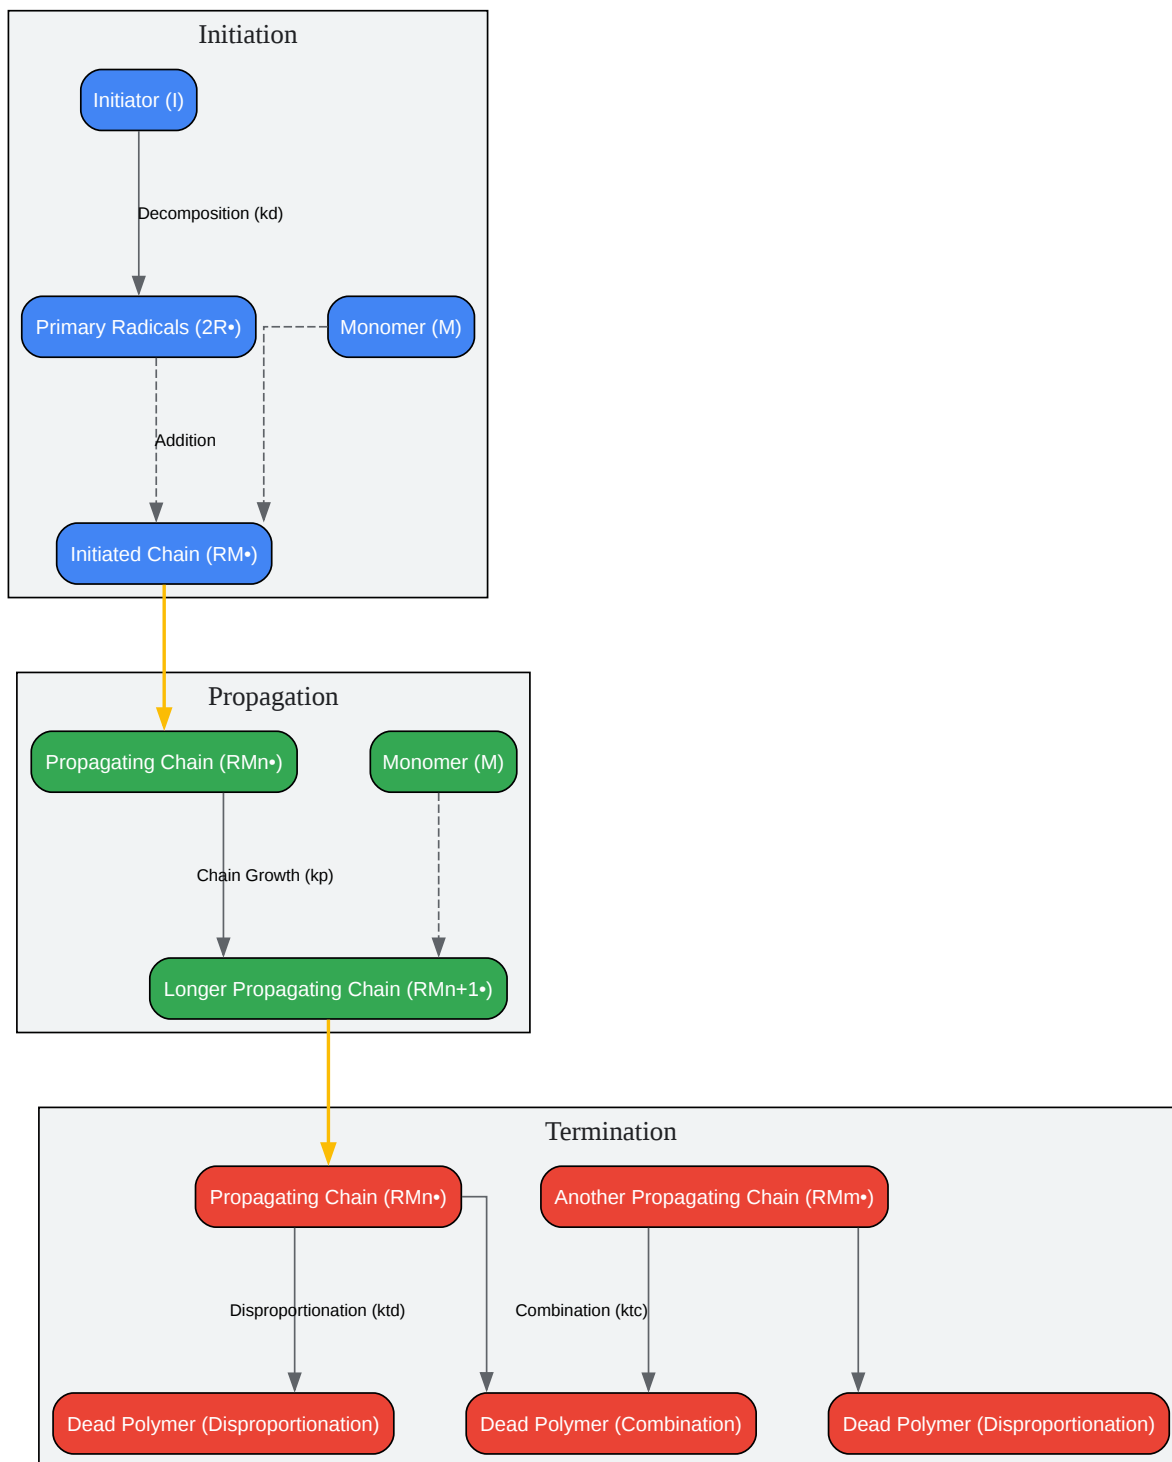 Initiation
Initiator (I)
Decomposition (kd)
Primary Radicals (2R•)
Monomer (M)
Addition
Initiated Chain (RM•)
Propagation
Propagating Chain (RMn•)
Monomer (M)
Chain Growth (kp)
Longer Propagating Chain (RMn+1•)
Termination
Propagating Chain (RMn•)
Another Propagating Chain (RMm•)
Disproportionation (ktd)
Combination (ktc)
Dead Polymer (Disproportionation)
Dead Polymer (Combination)
Dead Polymer (Disproportionation)